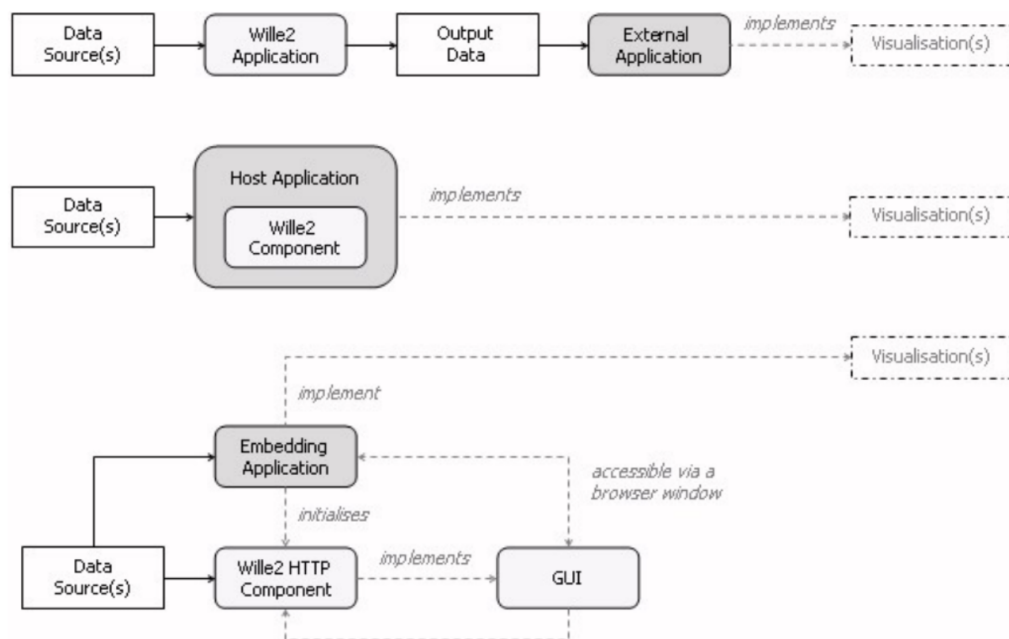 implements
Data
Source(s)
Wille2
Application
Output
Data
External
Application
Visualisation(s)
Host Application
Data
Source(s)
Wille2
Component
implements
Visualisation(s)
Visualisation(s)
implement
Embedding
Application
accessible via a
browser window
initialises
Data
Source(s)
Wille2 HTTP
Component
implements
GUI